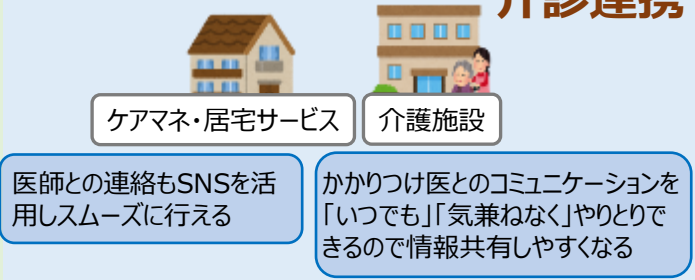 介診連携
ケアマネ・居宅サービス
介護施設
医師との連絡もSNSを活
用しスムーズに行える
かかりつけ医とのコミュニケーションを
「いつでも」「気兼ねなく」やりとりで
きるので情報共有しやすくなる